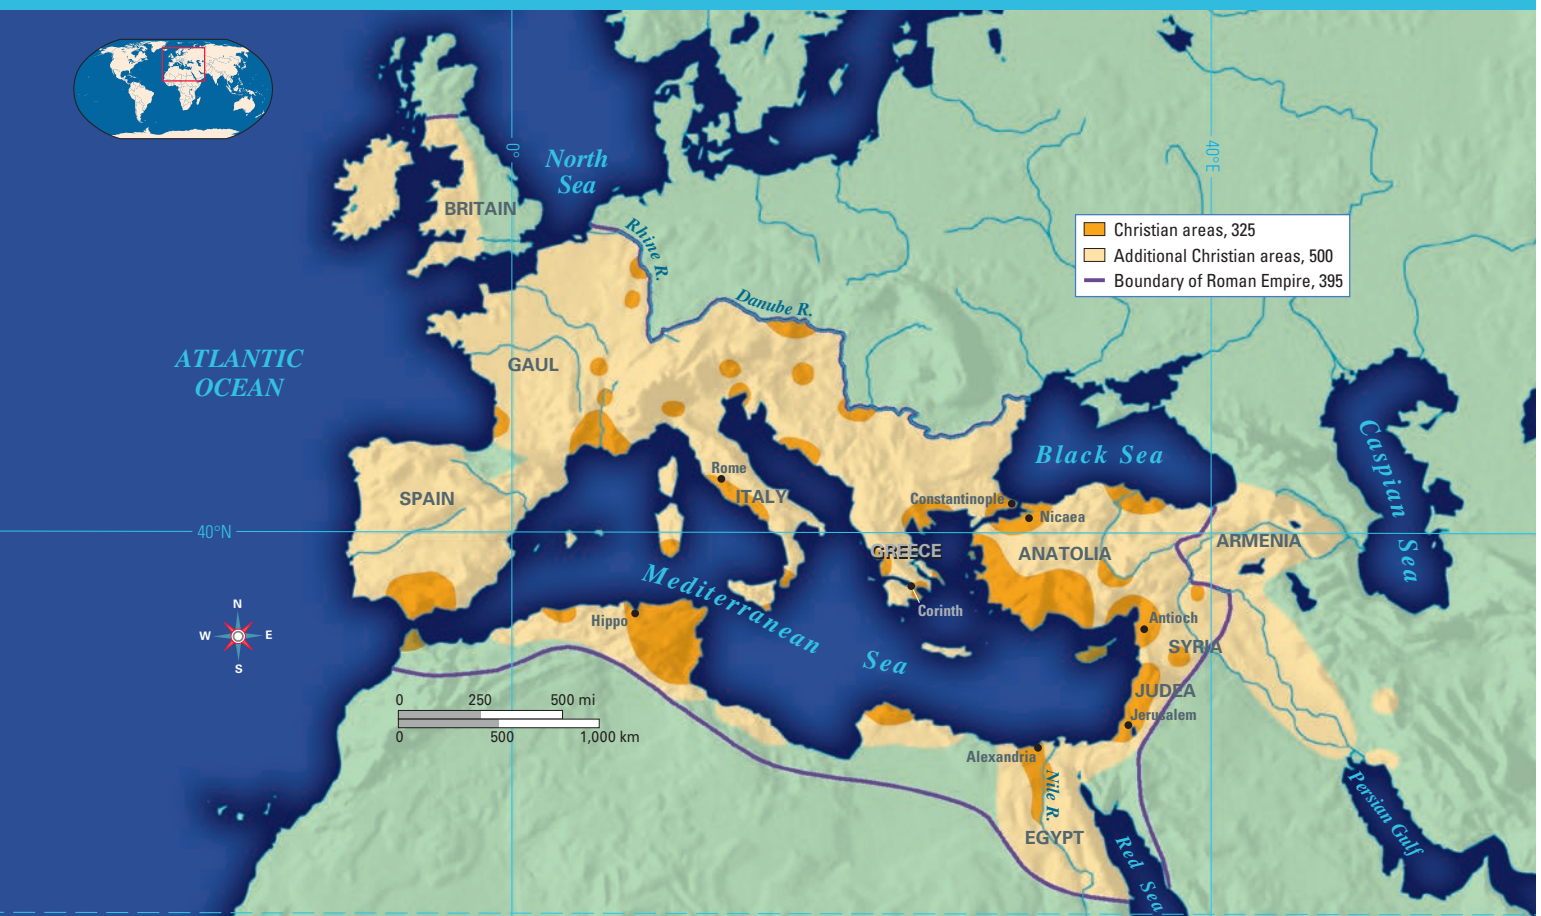 North
Sea
0°
40°E
BRITAIN
Rhine R.
Christian areas, 325
Additional Christian areas, 500
Boundary of Roman Empire, 395
Danube R.
ATLANTIC
OCEAN
GAUL
Black Sea
Caspian Sea
Rome
ITALY
SPAIN
Constantinople
Nicaea
40°N
GREECE
ANATOLIA
ARMENIA
Mediterranean Sea
Corinth
Hippo
Antioch
SYRIA
N
W
E
S
JUDEA
Jerusalem
0 250 500 mi
0 500 1,000 km
Alexandria
Nile R.
EGYPT
Red Sea
Persian Gulf